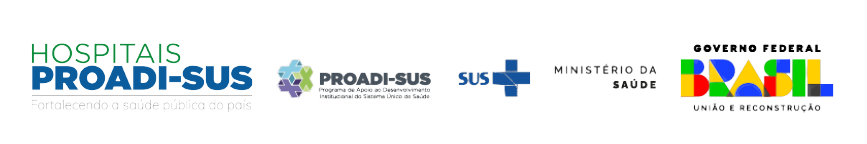 HOSPITAIS
PROADI-SUS
Fortalecendo a saúde pública do país
PROADI-SUS
Programa de Apoio ao Desenvolvimento
Institucional do Sistema Único de Saúde
SUS
MINISTÉRIO DA
SAÚDE
GOVERNO FEDERAL
BRASIL
UNIÃO E RECONSTRUÇÃO